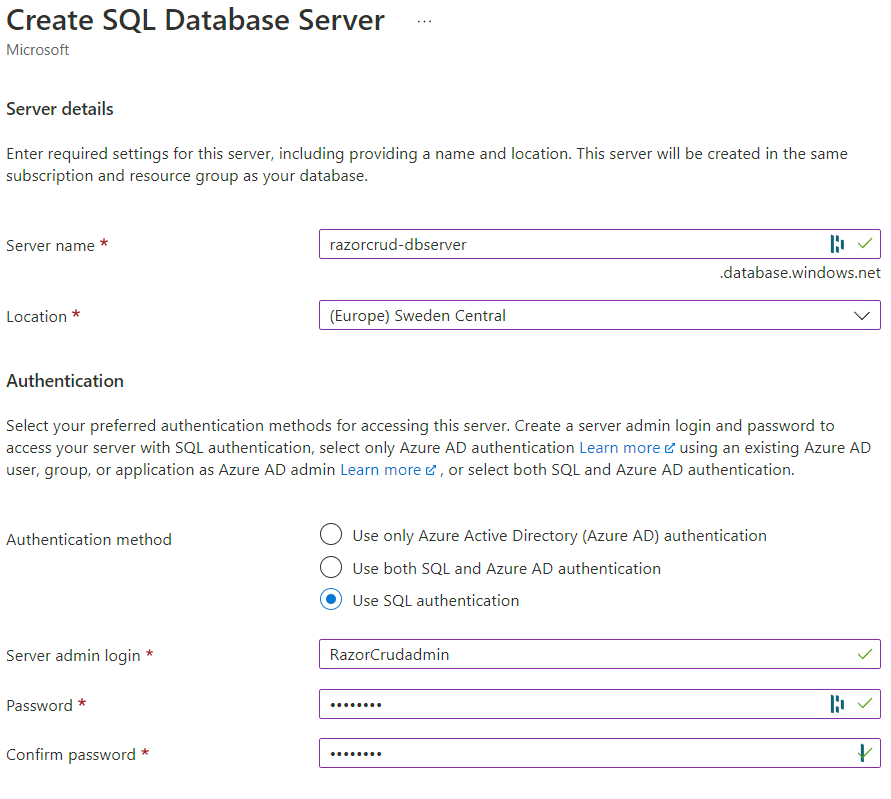 Create SQL Database Server ...
Microsoft
Server details
Enter required settings for this server, including providing a name and location. This server will be created in the same
subscription and resource group as your database.
Server name *
razorcrud-dbserver
.database.windows.net
Location *
(Europe) Sweden Central
Authentication
Select your preferred authentication methods for accessing this server. Create a server admin login and password to
access your server with SQL authentication, select only Azure AD authentication Learn more using an existing Azure AD
user, group, or application as Azure AD admin Learn more , or select both SQL and Azure AD authentication.
Authentication method
Use only Azure Active Directory (Azure AD) authentication
Use both SQL and Azure AD authentication
Use SQL authentication
Server admin login *
RazorCrudadmin
Password *
••••••••
Confirm password *
••••••••